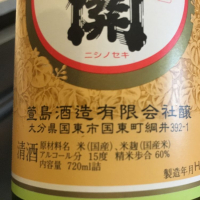 關
ニシノセキ
萱島酒造有限会社醸
大分県国東市国東町綱井392-1
清酒
原材料名 米(国産)、米麹(国産米)
アルコール分 15度 精米歩合 60%
内容量 720ml詰
製造年月H